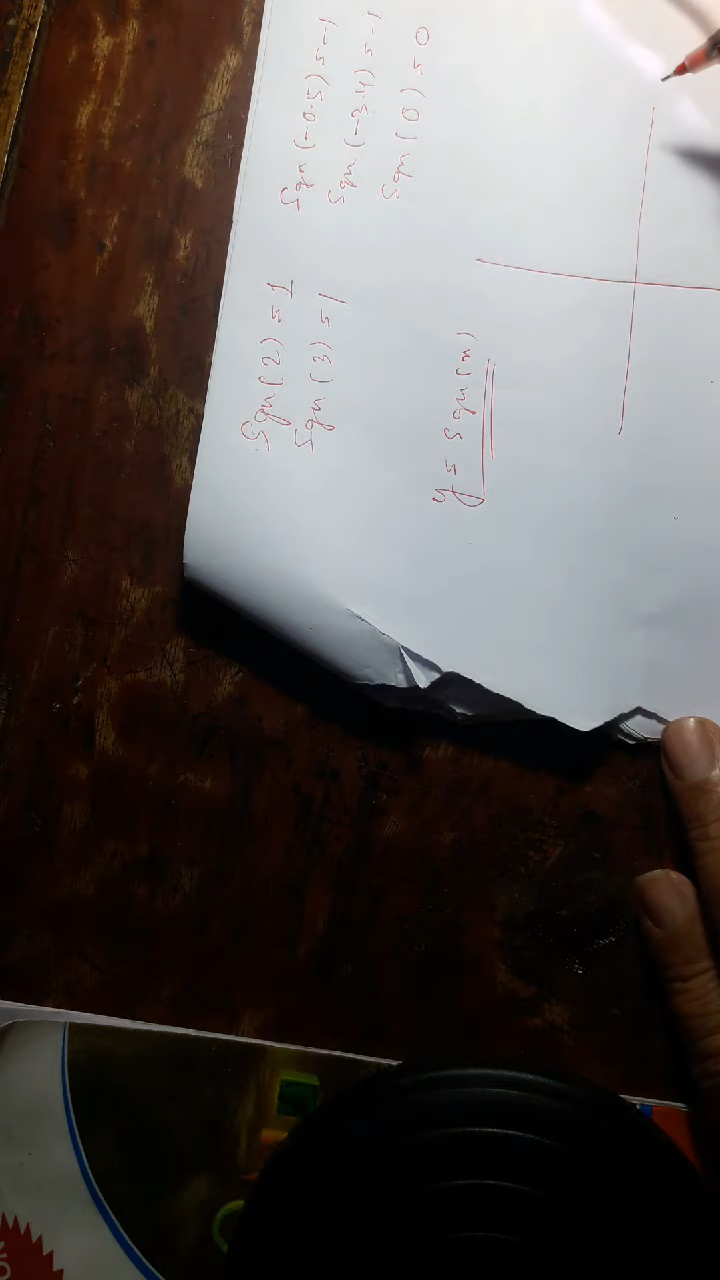 Sgn(2) = 1
Sgn(3) = 1
Sgn(-0.5) = -1
Sgn(-3.4) = -1
Sgn(0) = 0
y = sgn(x)